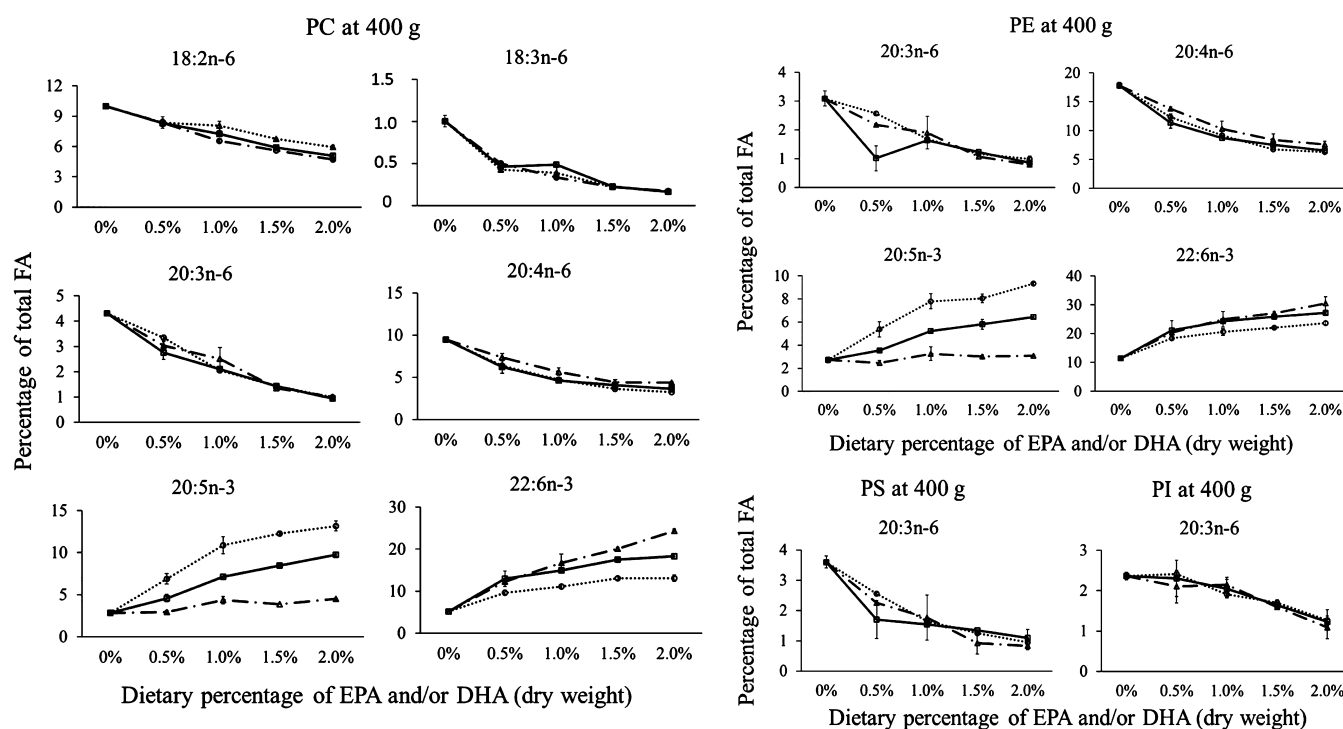 PC at 400 g
18:2n-6
12
9
6
3
0
0% 0.5% 1.0% 1.5% 2.0%
18:3n-6
1.5
1.0
0.5
0
0% 0.5% 1.0% 1.5% 2.0%
20:3n-6
5
4
3
2
1
0
0% 0.5% 1.0% 1.5% 2.0%
20:4n-6
15
10
5
0
0% 0.5% 1.0% 1.5% 2.0%
20:5n-3
15
10
5
0
0% 0.5% 1.0% 1.5% 2.0%
22:6n-3
30
20
10
0
0% 0.5% 1.0% 1.5% 2.0%
Percentage of total FA
Dietary percentage of EPA and/or DHA (dry weight)
PE at 400 g
20:3n-6
4
3
2
1
0
0% 0.5% 1.0% 1.5% 2.0%
20:4n-6
20
15
10
5
0
0% 0.5% 1.0% 1.5% 2.0%
20:5n-3
10
8
6
4
2
0
0% 0.5% 1.0% 1.5% 2.0%
22:6n-3
40
30
20
10
0
0% 0.5% 1.0% 1.5% 2.0%
Percentage of total FA
Dietary percentage of EPA and/or DHA (dry weight)
PS at 400 g
20:3n-6
4
3
2
1
0
0% 0.5% 1.0% 1.5% 2.0%
PI at 400 g
20:3n-6
3
2
1
0
0% 0.5% 1.0% 1.5% 2.0%
Percentage of total FA
Dietary percentage of EPA and/or DHA (dry weight)